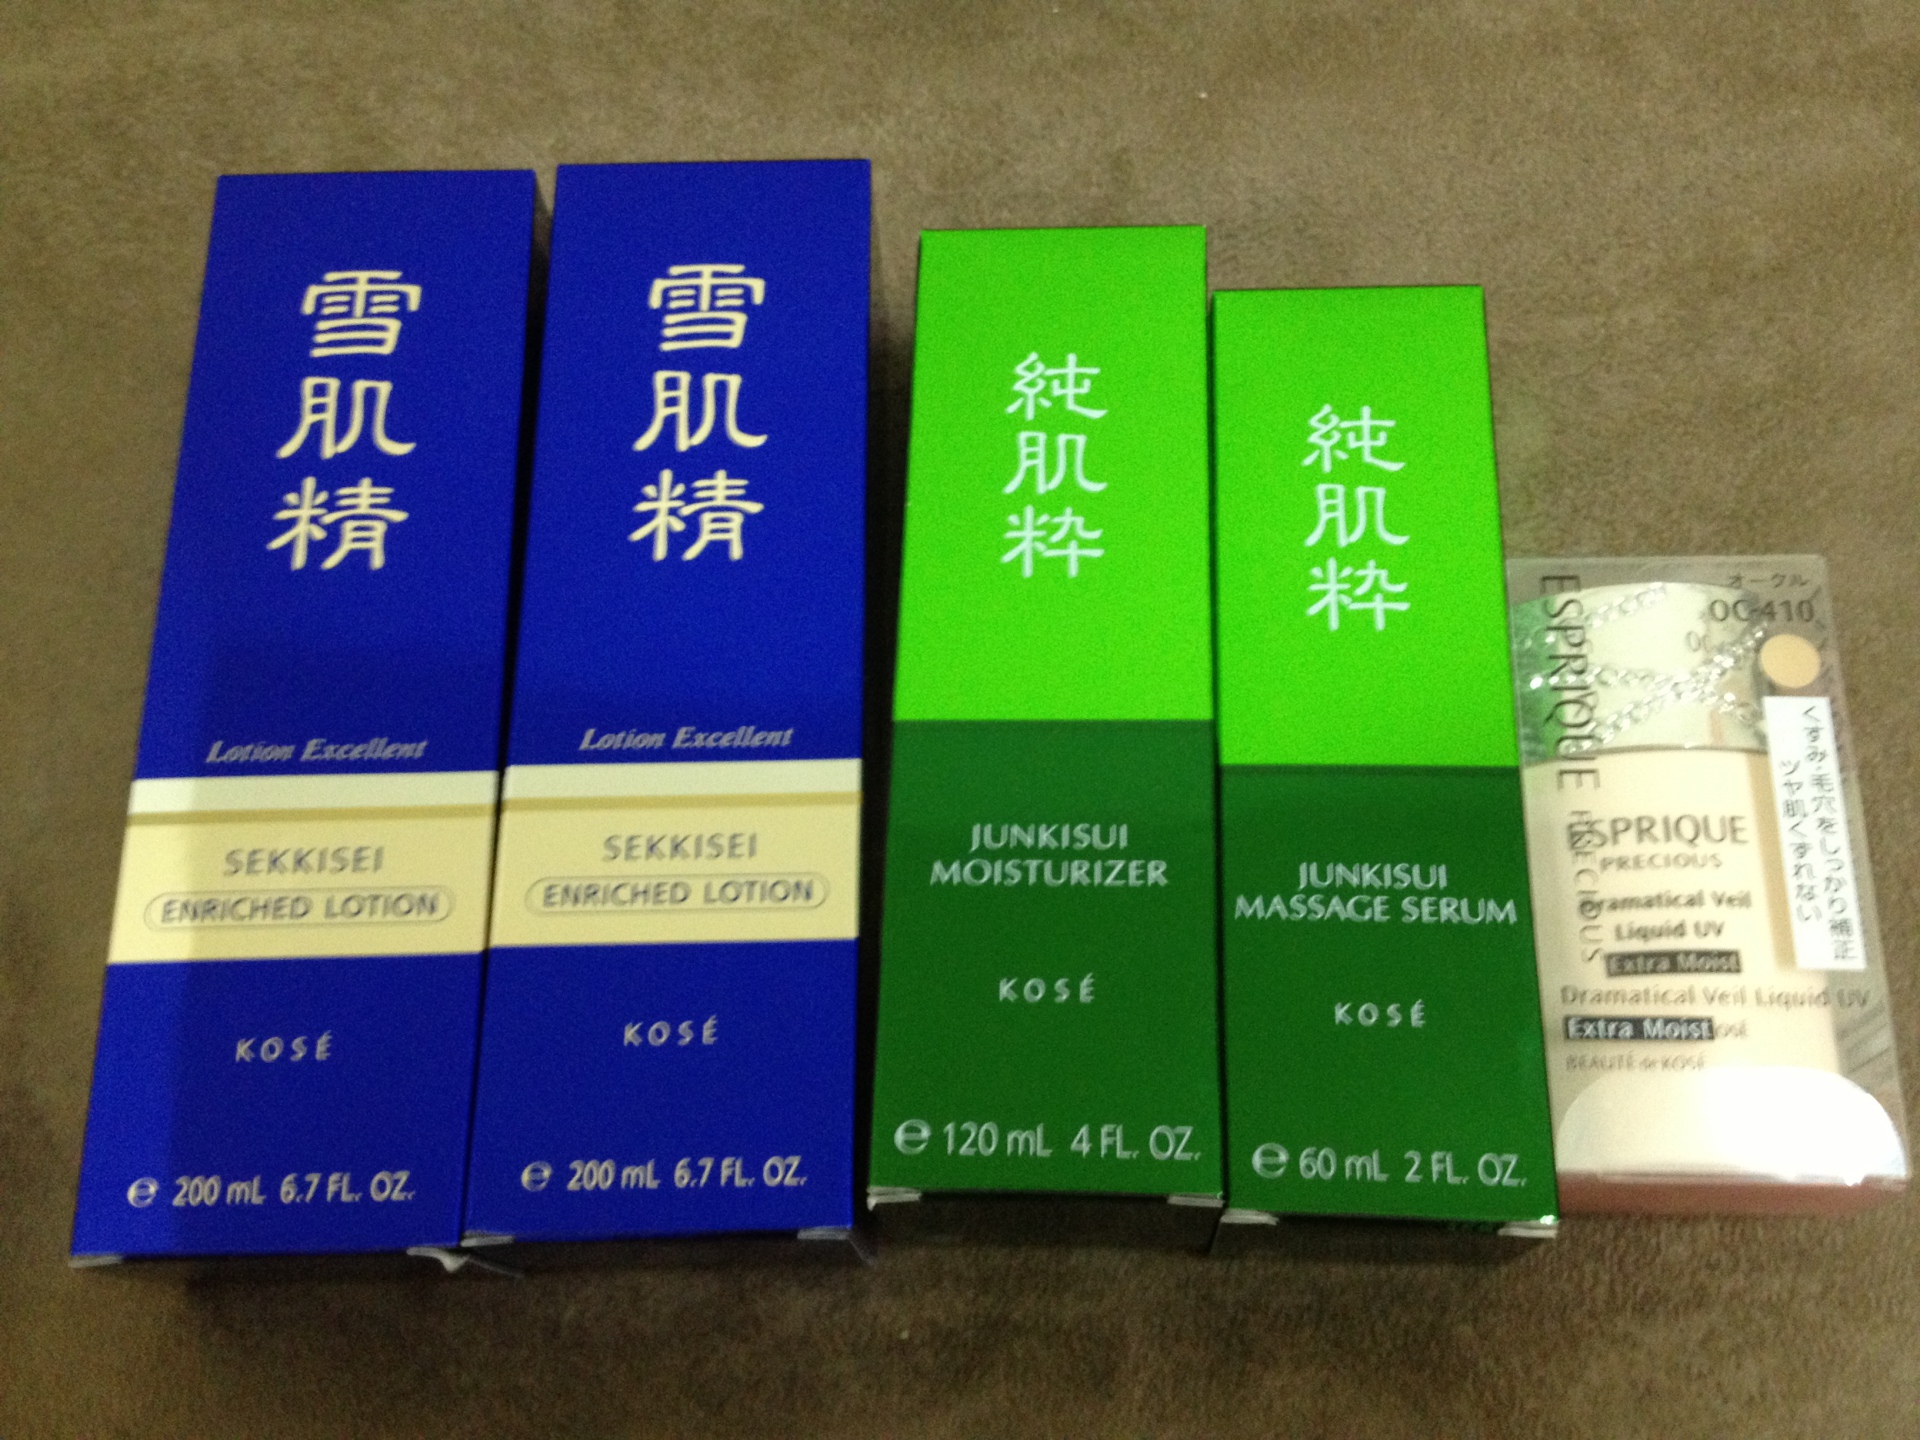 雪肌精
Lotion Excellent
SEKKISEI
ENRICHED LOTION
KOSÉ
e 200 mL 6.7 FL. OZ.
雪肌精
Lotion Excellent
SEKKISEI
ENRICHED LOTION
KOSÉ
e 200 mL 6.7 FL. OZ.
純肌粋
JUNKISUI
MOISTURIZER
KOSÉ
e 120 mL 4 FL. OZ.
純肌粋
JUNKISUI
MASSAGE SERUM
KOSÉ
e 60 mL 2 FL. OZ.
オークル
OC-410
ESPRIQUE PRECIOUS
くすみ・毛穴をしっかり補正
ツヤ肌くずれない
ESPRIQUE
PRECIOUS
Dramatical Veil
Liquid UV
Extra Moist
Dramatical Veil Liquid UV
Extra Moist
BEAUTÉ de KOSÉ